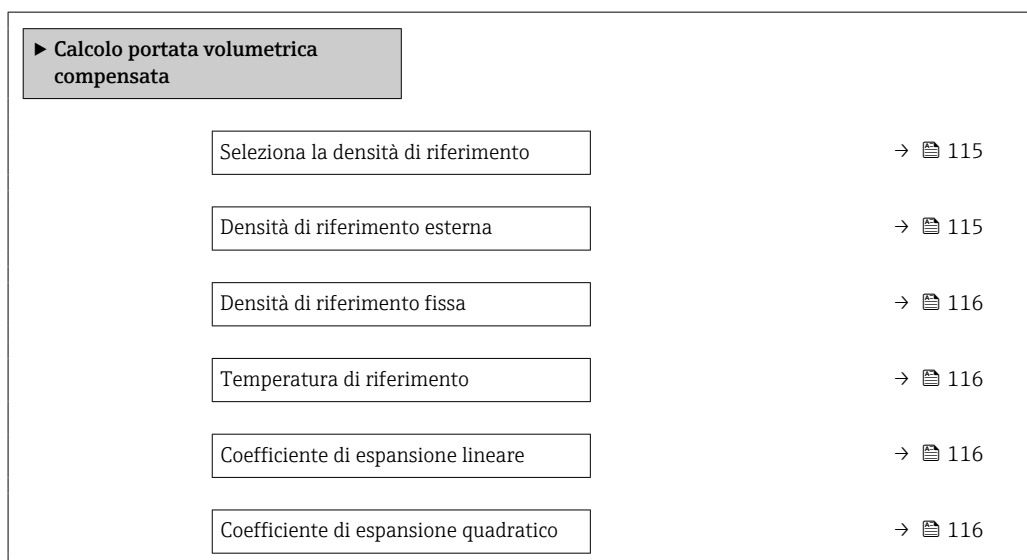 ▶ Calcolo portata volumetrica
compensata
Seleziona la densità di riferimento → 115
Densità di riferimento esterna → 115
Densità di riferimento fissa → 116
Temperatura di riferimento → 116
Coefficiente di espansione lineare → 116
Coefficiente di espansione quadratico → 116